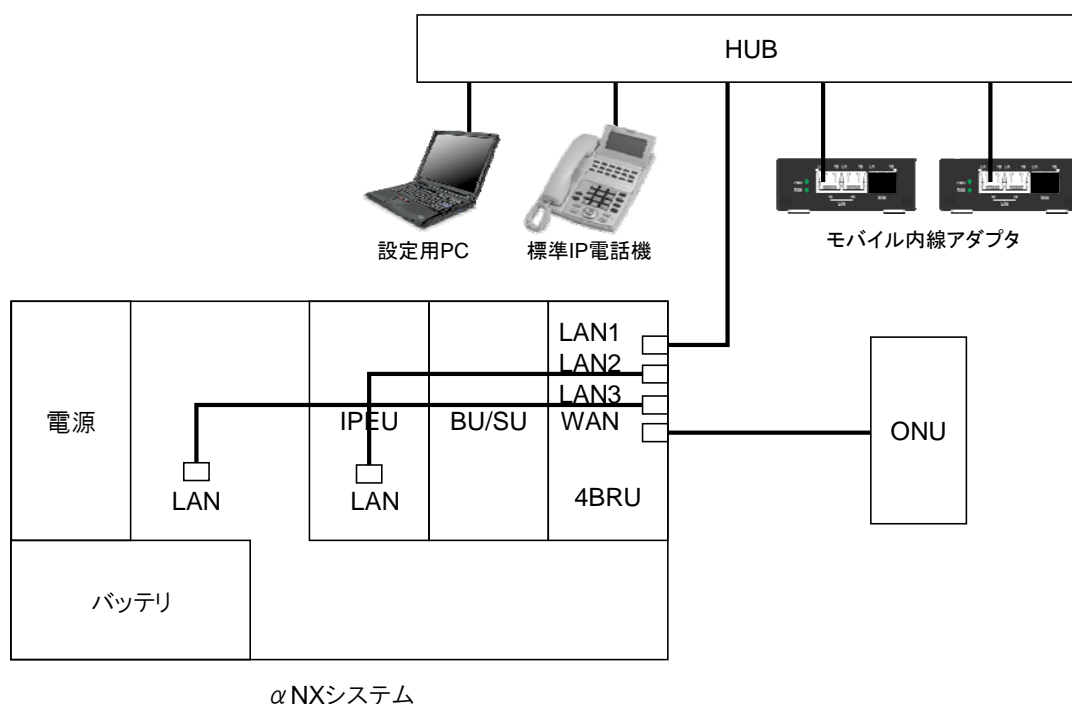 HUB
設定用PC
標準IP電話機
モバイル内線アダプタ
LAN1
LAN2
LAN3
電源
IPEU
BU/SU
WAN
ONU
LAN
LAN
4BRU
バッテリ
αNXシステム